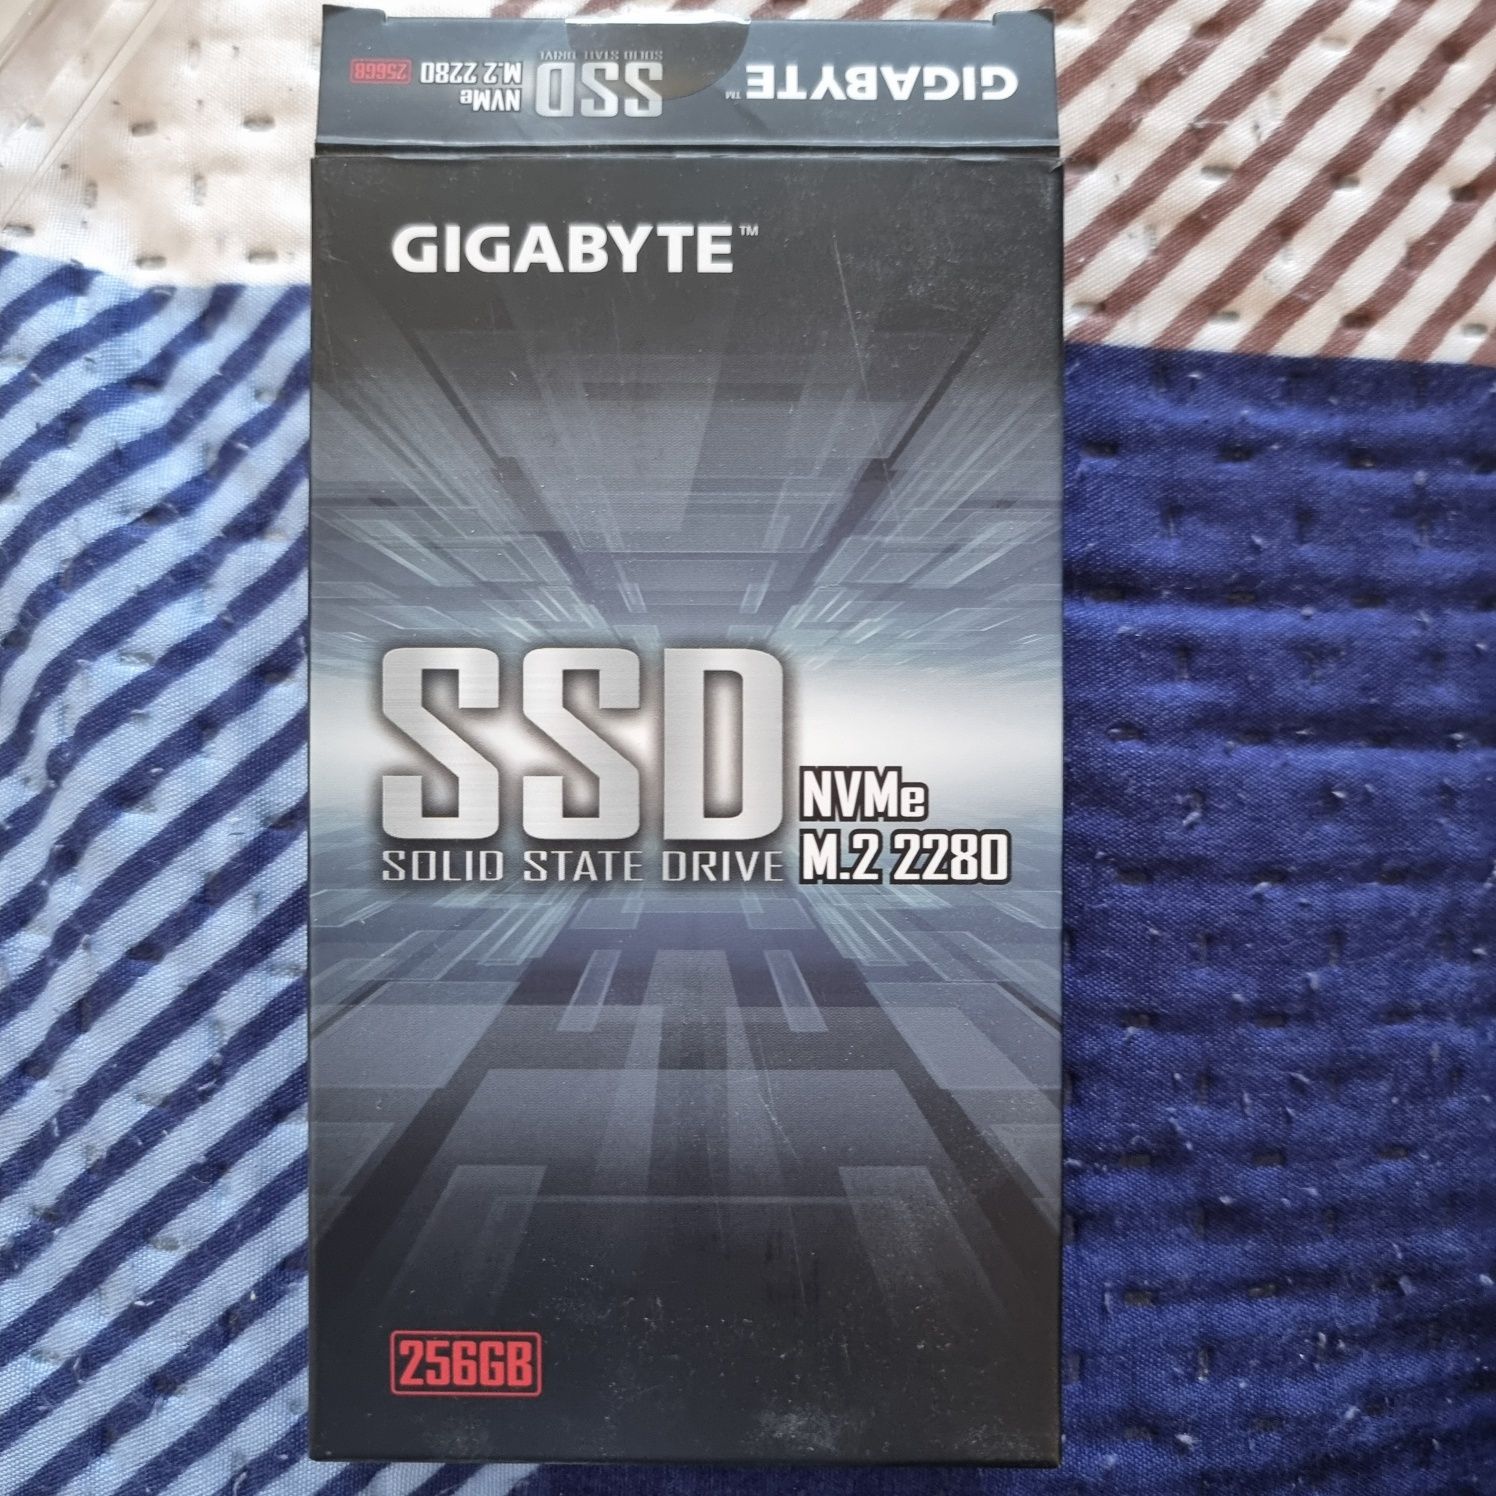 GIGABYTE™
SSD
SOLID STATE DRIVE
NVMe
M.2 2280
256GB
GIGABYTE™
SSD
SOLID STATE DRIVE
NVMe
M.2 2280
256GB